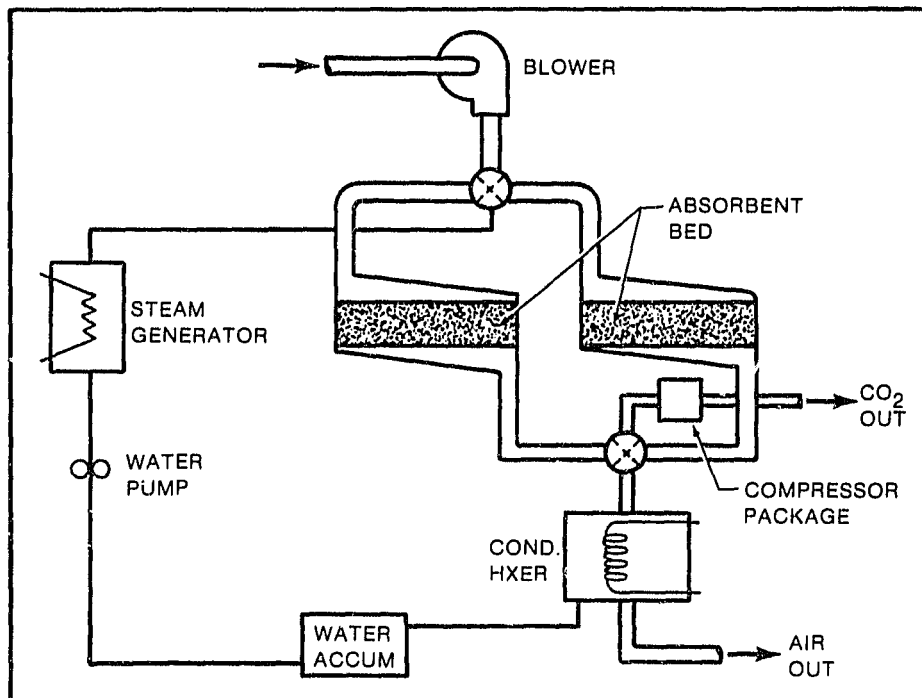 BLOWER
ABSORBENT
BED
STEAM
GENERATOR
CO2
OUT
WATER
PUMP
COMPRESSOR
PACKAGE
COND.
HXER
WATER
ACCUM
AIR
OUT